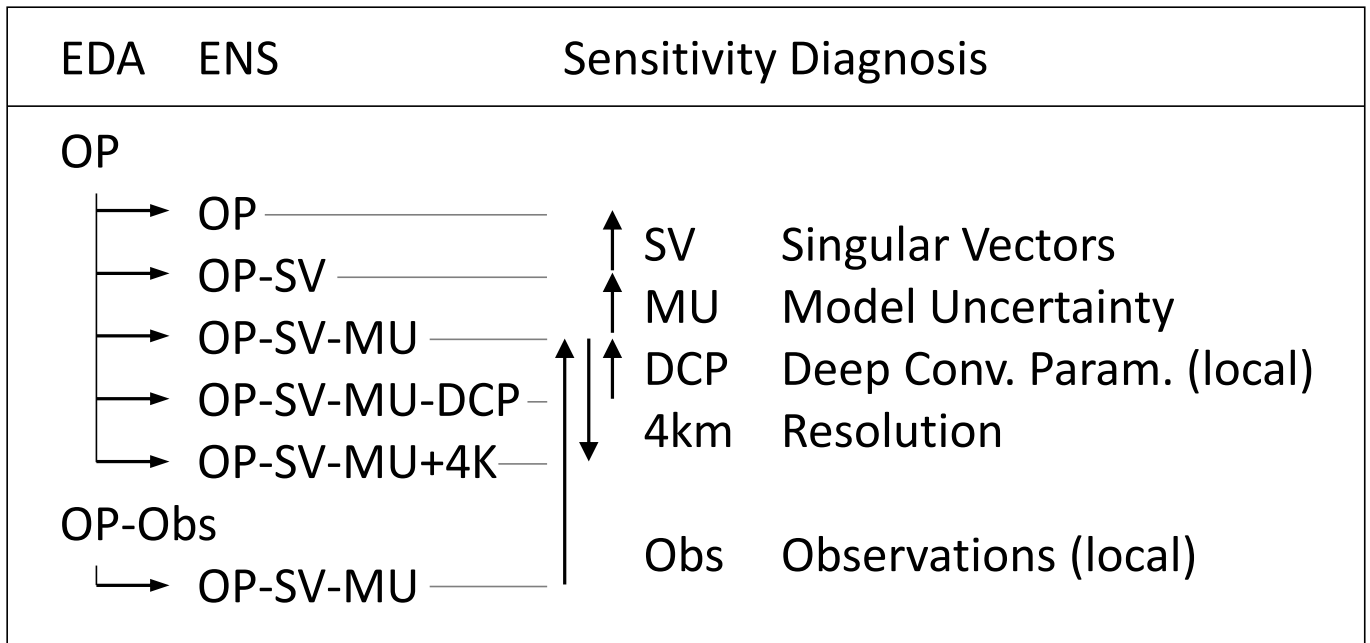 EDA ENS Sensitivity Diagnosis
OP
OP
SV Singular Vectors
OP-SV
MU Model Uncertainty
OP-SV-MU
DCP Deep Conv. Param. (local)
OP-SV-MU-DCP
4km Resolution
OP-SV-MU+4K
OP-Obs
Obs Observations (local)
OP-SV-MU